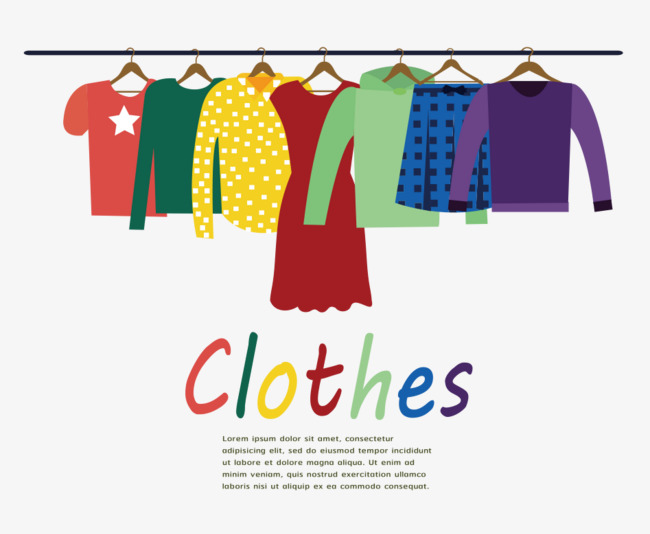 Clothes
Lorem ipsum dolor sit amet, consectetur
adipisicing elit, sed do eiusmod tempor incididunt
ut labore et dolore magna aliqua. Ut enim ad
minim veniam, quis nostrud exercitation ullamco
laboris nisi ut aliquip ex ea commodo consequat.